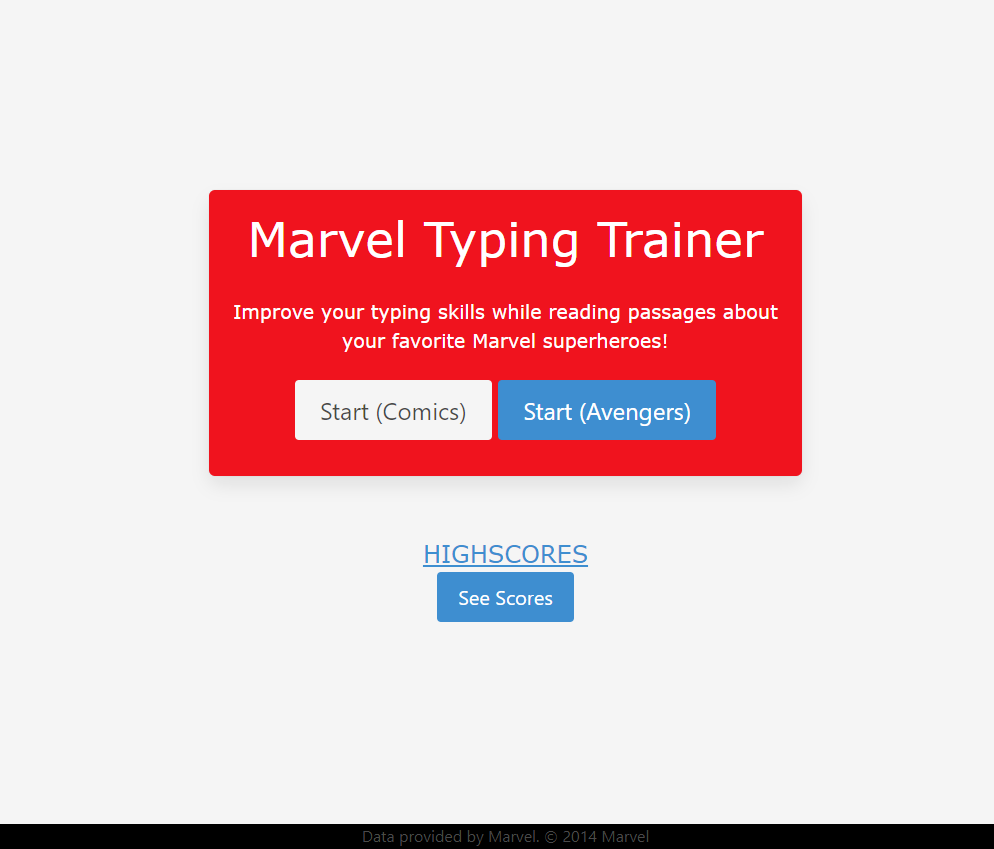 Marvel Typing Trainer
Improve your typing skills while reading passages about
your favorite Marvel superheroes!
Start (Comics) Start (Avengers)
HIGHSCORES
See Scores
Data provided by Marvel. © 2014 Marvel